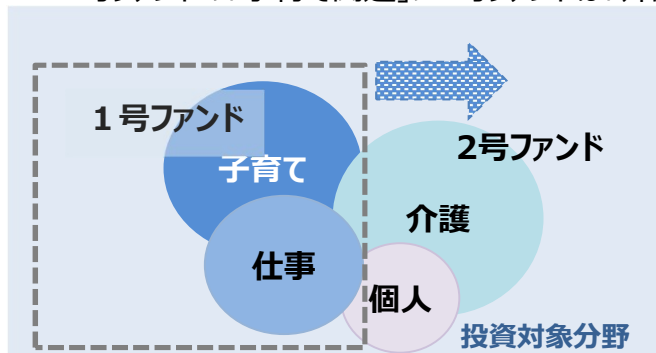 1号ファンド
2号ファンド
子育て
介護
仕事
個人
投資対象分野